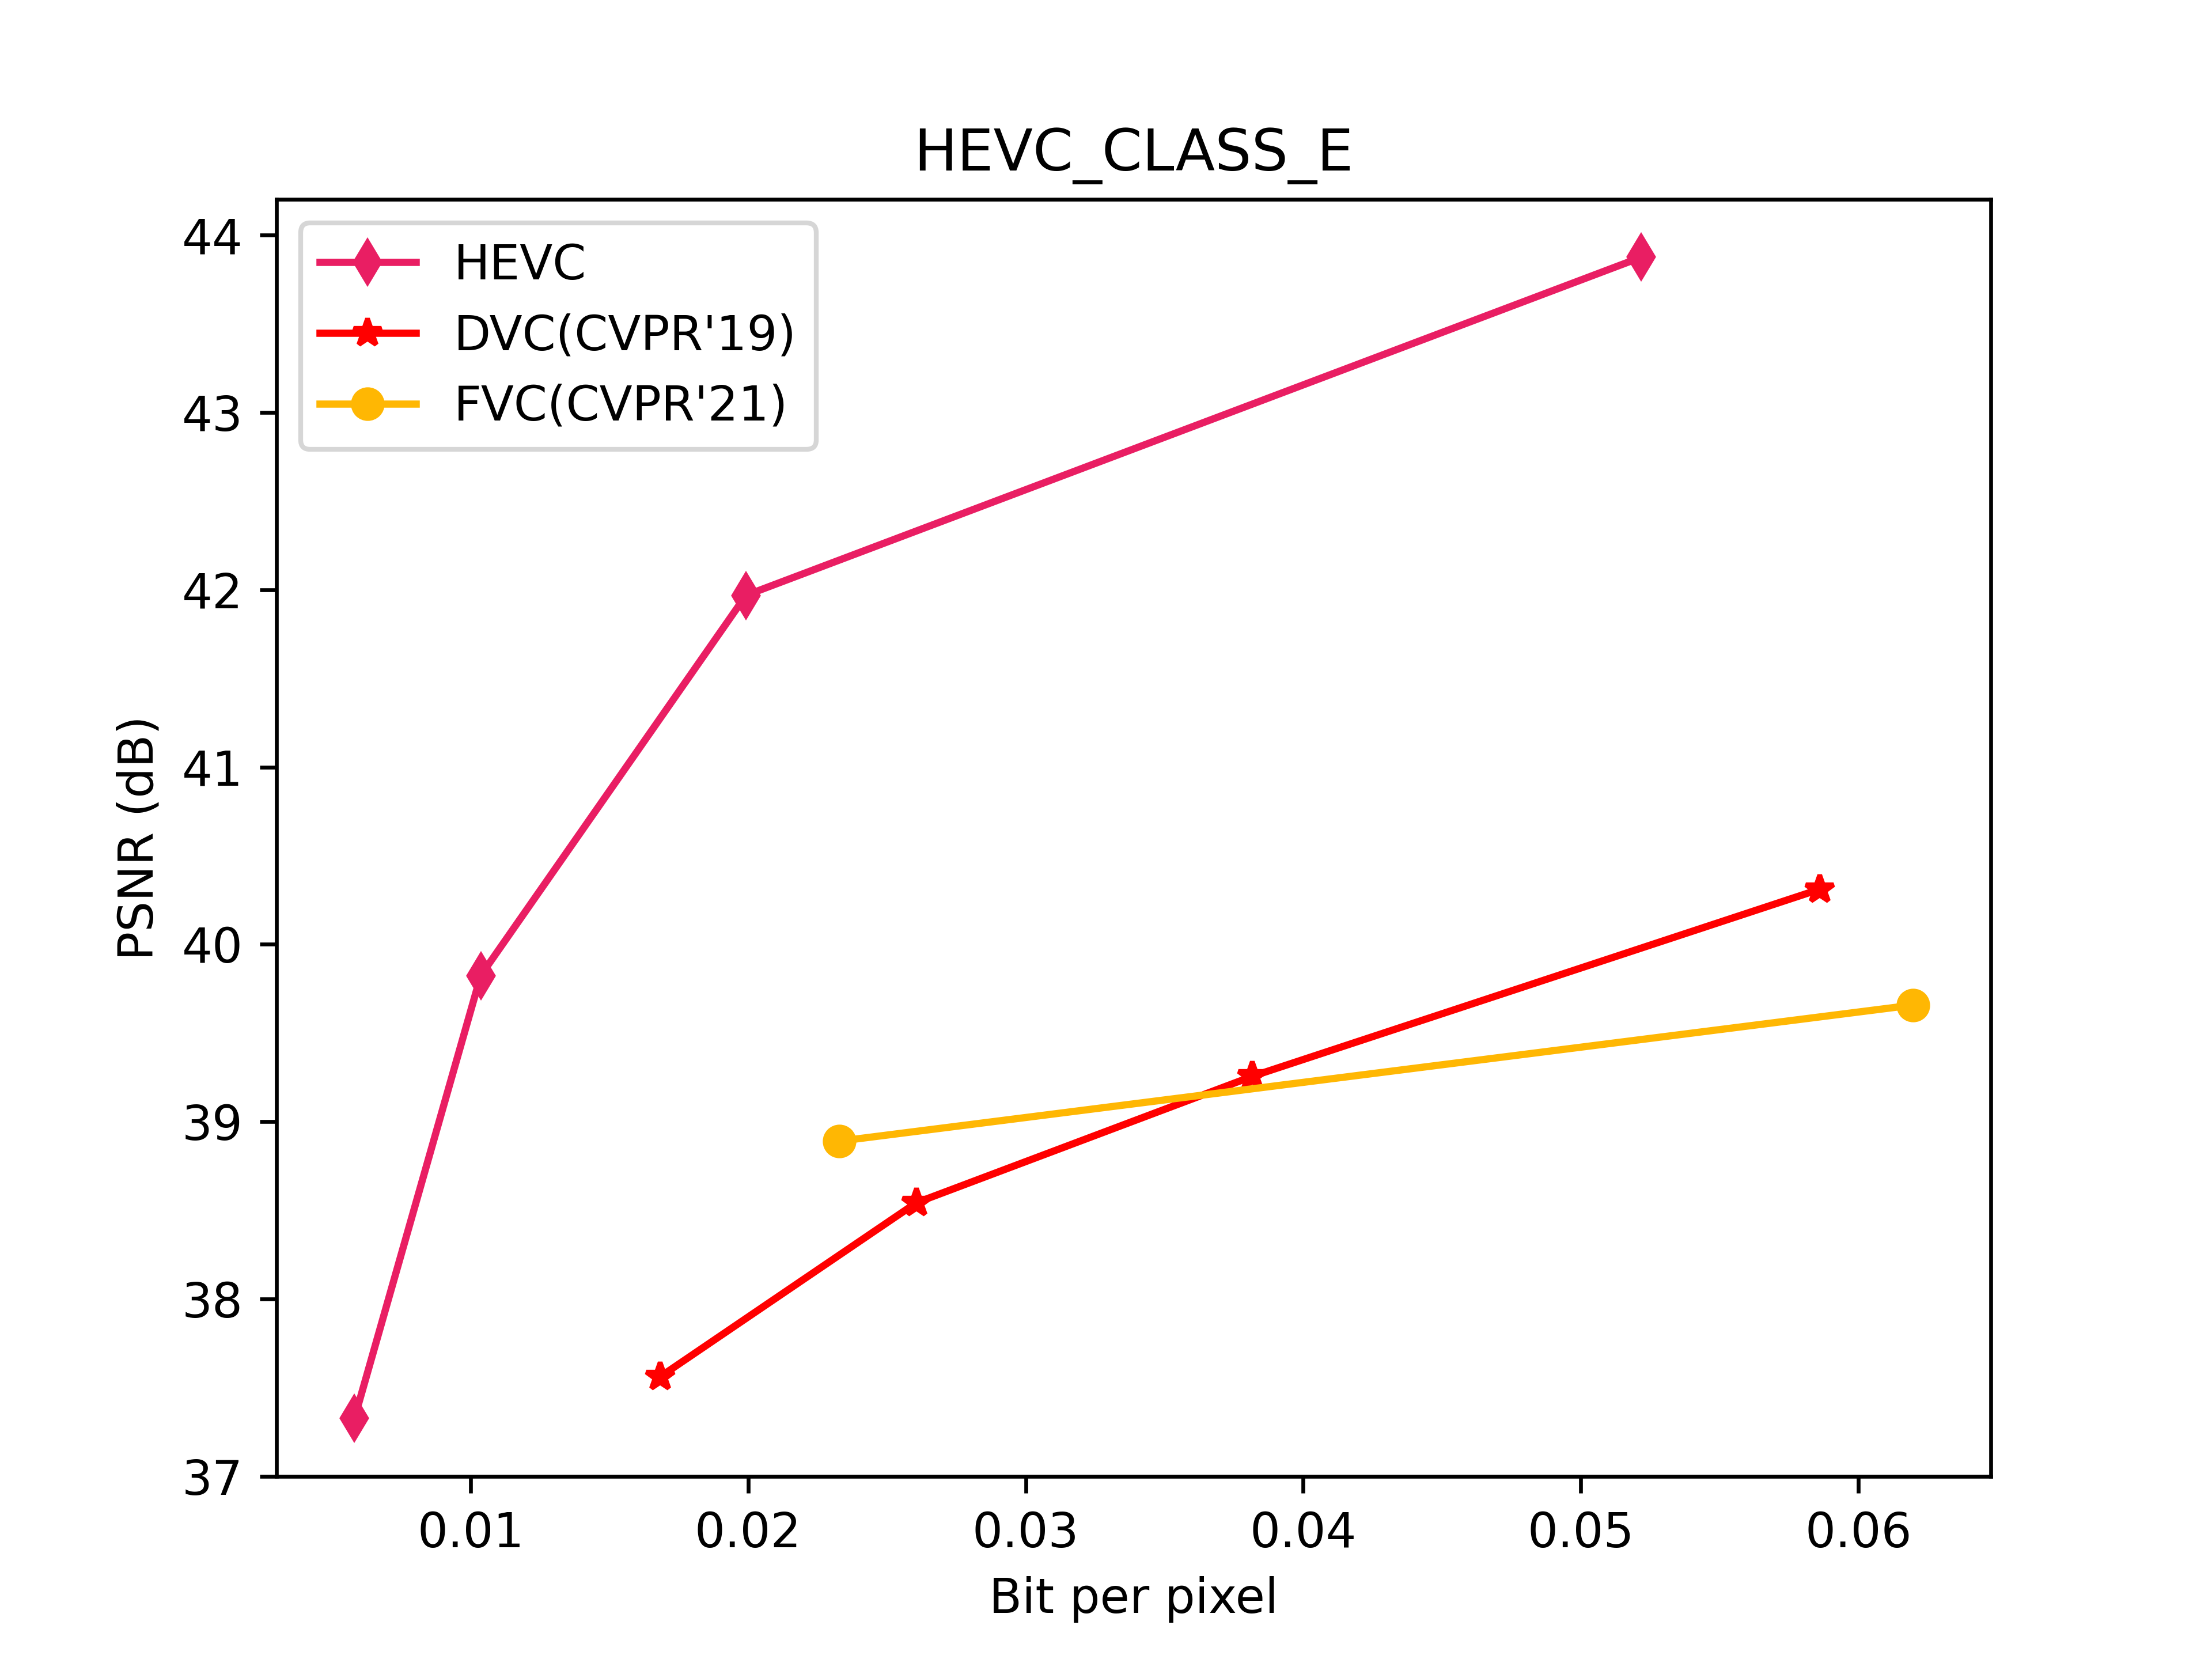 HEVC_CLASS_E
HEVC
DVC(CVPR'19)
FVC(CVPR'21)
44
43
42
41
40
39
38
37
PSNR (dB)
0.01 0.02 0.03 0.04 0.05 0.06
Bit per pixel